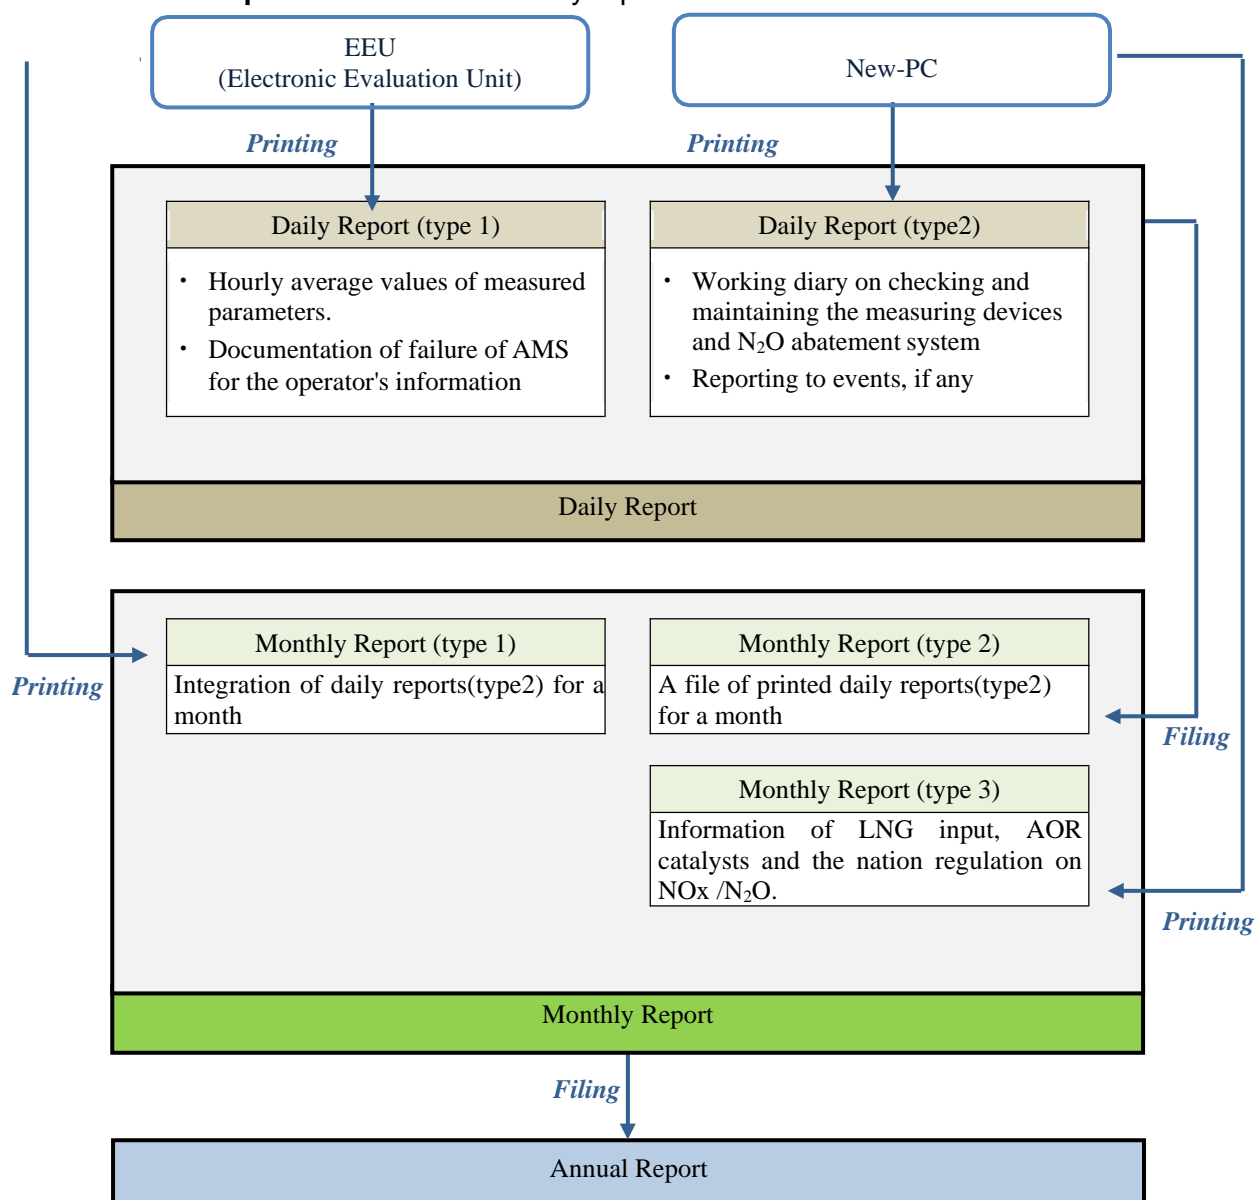 EEU
(Electronic Evaluation Unit)
New-PC
Printing
Printing
Daily Report (type 1)
・ Hourly average values of measured
parameters.
・ Documentation of failure of AMS
for the operator's information
Daily Report (type2)
・ Working diary on checking and
maintaining the measuring devices
and N₂O abatement system
・ Reporting to events, if any
Daily Report
Monthly Report (type 1)
Integration of daily reports(type2) for a
month
Printing
Monthly Report (type 2)
A file of printed daily reports(type2)
for a month
Filing
Monthly Report (type 3)
Information of LNG input, AOR
catalysts and the nation regulation on
NOx /N₂O.
Printing
Monthly Report
Filing
Annual Report